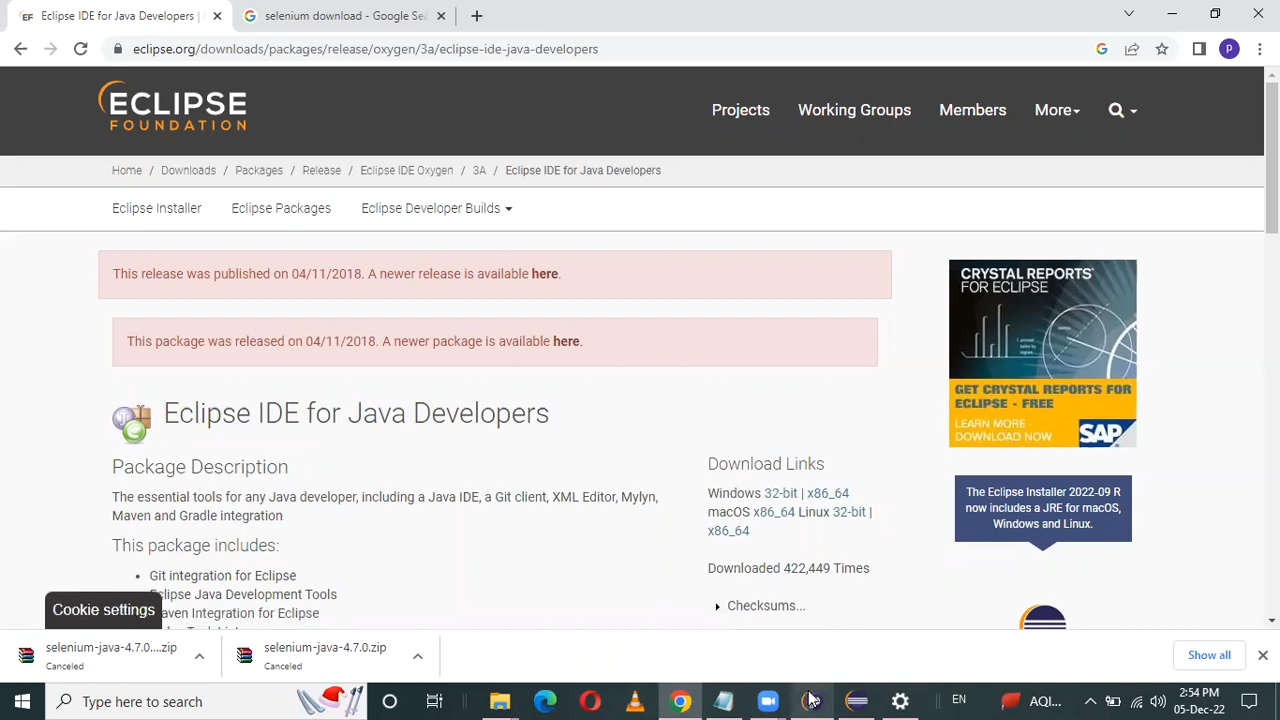 Eclipse IDE for Java Developers |
selenium download - Google Sea
eclipse.org/downloads/packages/release/oxygen/3a/eclipse-ide-java-developers
p
ECLIPSE
FOUNDATION
Projects
Working Groups
Members
More
Home / Downloads / Packages / Release / Eclipse IDE Oxygen / 3A / Eclipse IDE for Java Developers
Eclipse Installer
Eclipse Packages
Eclipse Developer Builds
This release was published on 04/11/2018. A newer release is available here.
This package was released on 04/11/2018. A newer package is available here.
Eclipse IDE for Java Developers
Package Description
The essential tools for any Java developer, including a Java IDE, a Git client, XML Editor, Mylyn,
Maven and Gradle integration
This package includes:
• Git integration for Eclipse
Eclipse Java Development Tools
Maven Integration for Eclipse
Download Links
Windows 32-bit | x86_64
macOS x86_64 Linux 32-bit |
x86_64
Downloaded 422,449 Times
Checksums...
CRYSTAL REPORTS®
FOR ECLIPSE
GET CRYSTAL REPORTS FOR
ECLIPSE - FREE
LEARN MORE -
DOWNLOAD NOW
SAP
The Eclipse Installer 2022-09 R
now includes a JRE for macOS,
Windows and Linux.
Cookie settings
selenium-java-4.7.0....zip
Canceled
selenium-java-4.7.0.zip
Canceled
Show all
Type here to search
EN
AQI...
2:54 PM
05-Dec-22